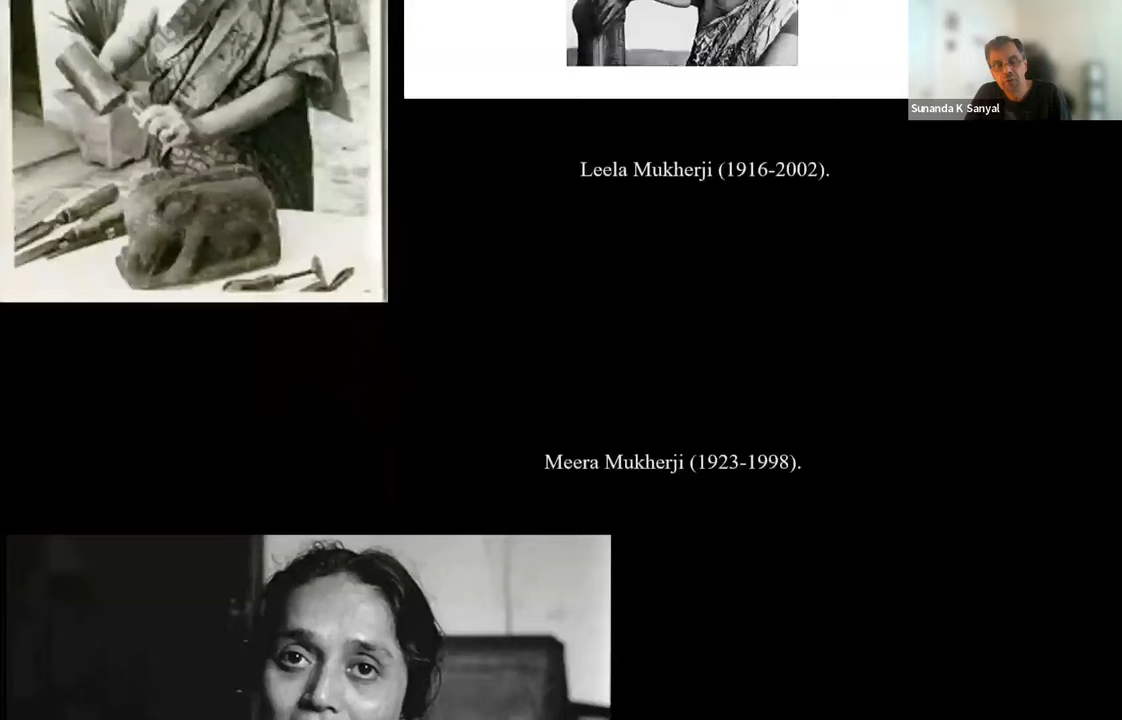 Sunanda K Sanyal
Leela Mukherji (1916-2002).
Meera Mukherji (1923-1998).